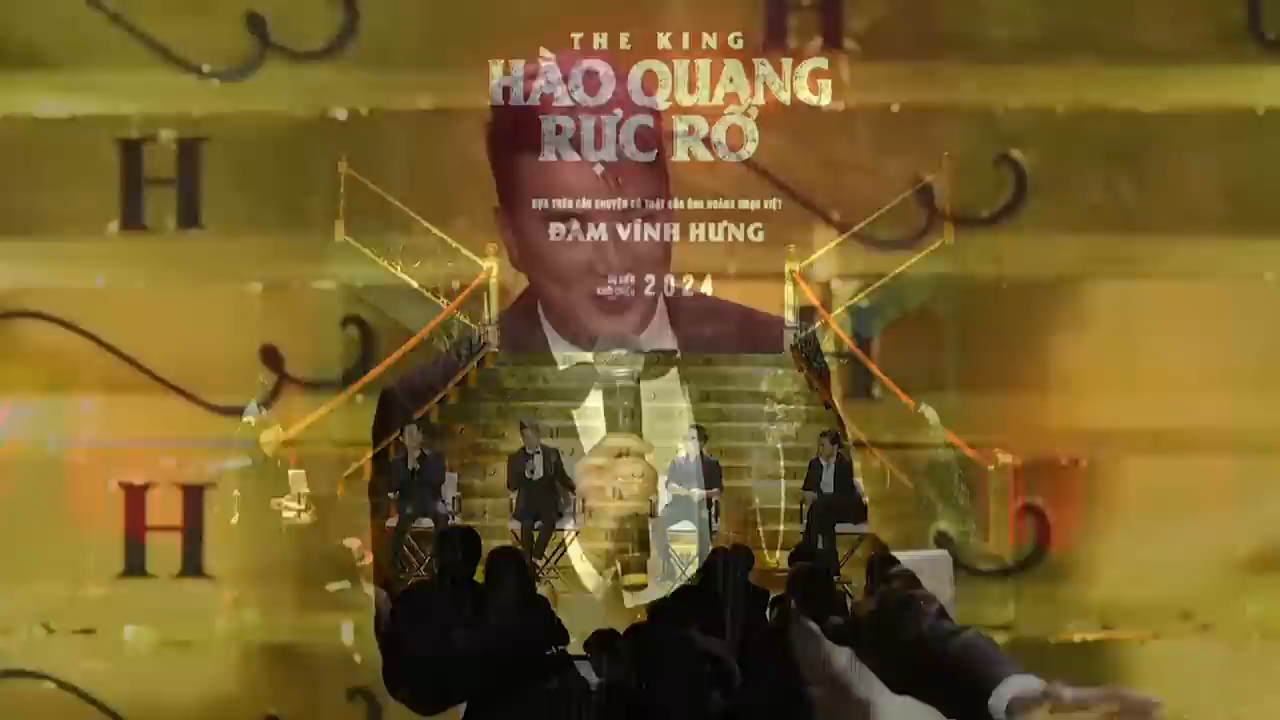 THE KING
HÀO QUANG
RỰC RỠ
ĐÀM VĨNH HƯNG
2024
H
H
H